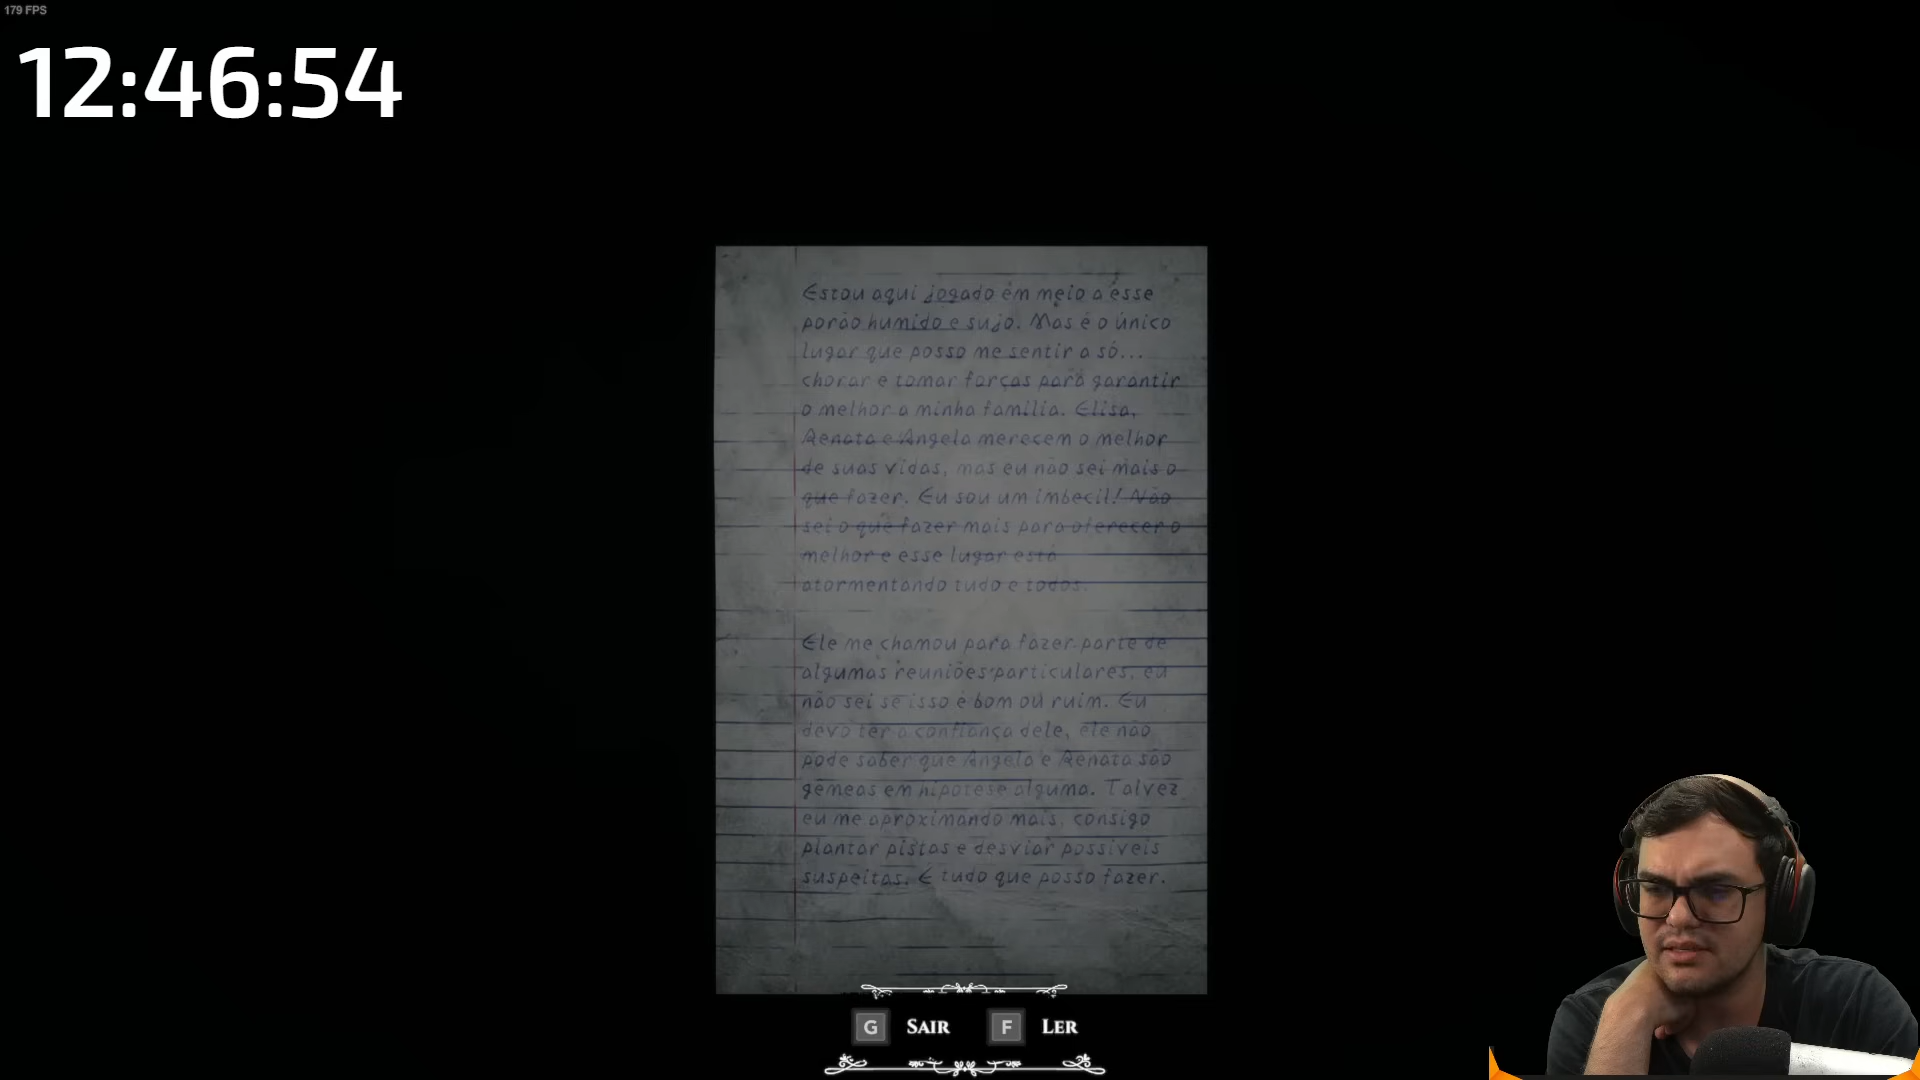 179 FPS
12:46:54
Estou aqui jogado em meio a esse
porão humido e sujo. Mas é o único
lugar que posso me sentir a só...
chorar e tomar forças para garantir
o melhor a minha família. Elisa,
Renata e Angela merecem o melhor
de suas vidas, mas eu não sei mais o
que fazer. Eu sou um imbecil! Não
sei o que fazer mais para oferecer o
melhor e esse lugar está
atormentando tudo e todos.
Ele me chamou para fazer parte de
algumas reuniões particulares, eu
não sei se isso é bom ou ruim. Eu
devo ter a confiança dele, ele não
pode saber que Angela e Renata são
gêmeas em hipótese alguma. Talvez
eu me aproximando mais, consigo
plantar pistas e desviar possíveis
suspeitas. É tudo que posso fazer.
G SAIR F LER